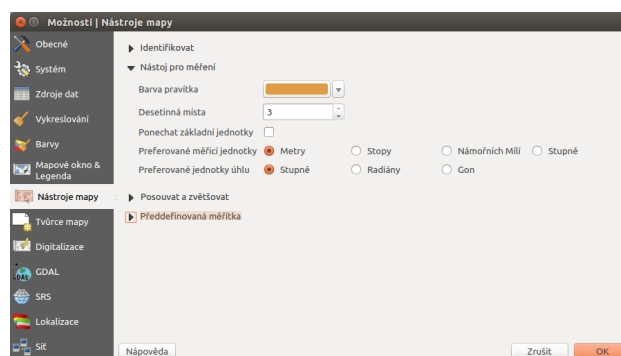 Možnosti | Nástroje mapy
Obecné
Systém
Zdroje dat
Vykreslování
Barvy
Mapové okno &
Legenda
Nástroje mapy
Tvůrce mapy
Digitalizace
GDAL
GDAL
SRS
Lokalizace
Síť
Identifikovat
Nástoj pro měření
Barva pravítka
Desetinná místa 3
Ponechat základní jednotky
Preferované měřicí jednotky Metry Stopy Námořních Mílí Stupně
Preferované jednotky úhlu Stupně Radiány Gon
Posouvat a zvětšovat
Předdefinovaná měřítka
Nápověda Zrušit OK